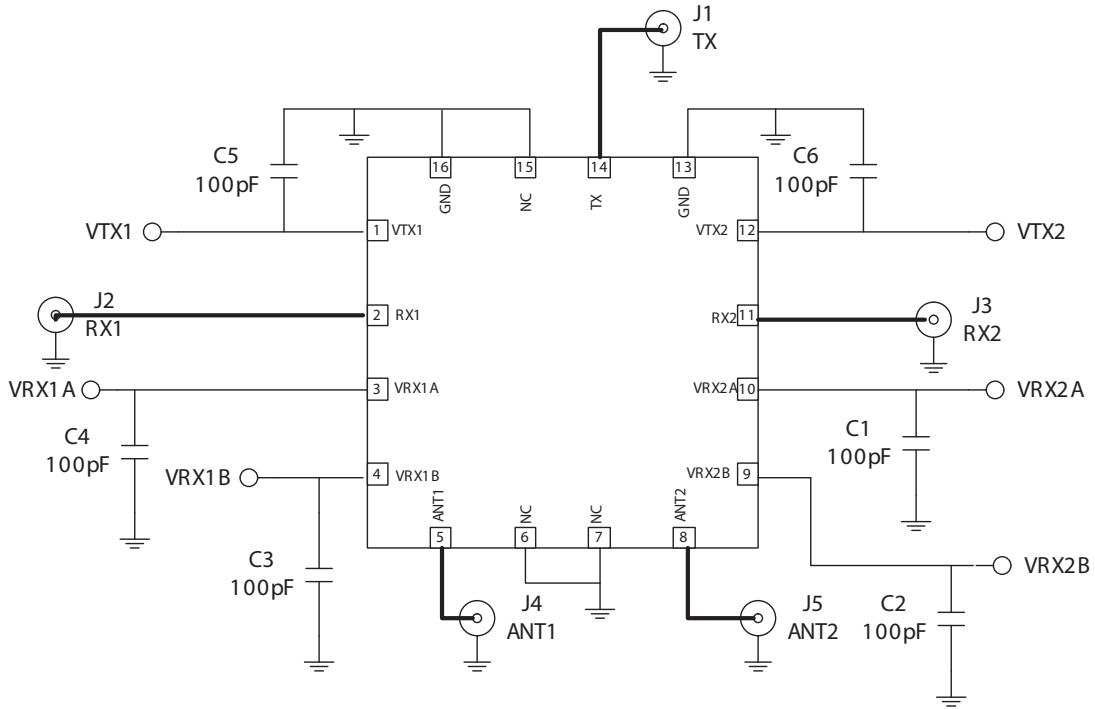 J1
TX
C5
100pF
C6
100pF
16
15
14
13
GND
NC
TX
GND
VTX1
1
VTX1
VTX2
12
VTX2
J2
RX1
2
RX1
RX2
11
J3
RX2
VRX1A
3
VRX1A
VRX2A
10
VRX2A
C4
100pF
C1
100pF
VRX1B
4
VRX1B
VRX2B
9
ANT1
NC
NC
ANT2
5
6
7
8
C3
100pF
VRX2B
J4
ANT1
J5
ANT2
C2
100pF